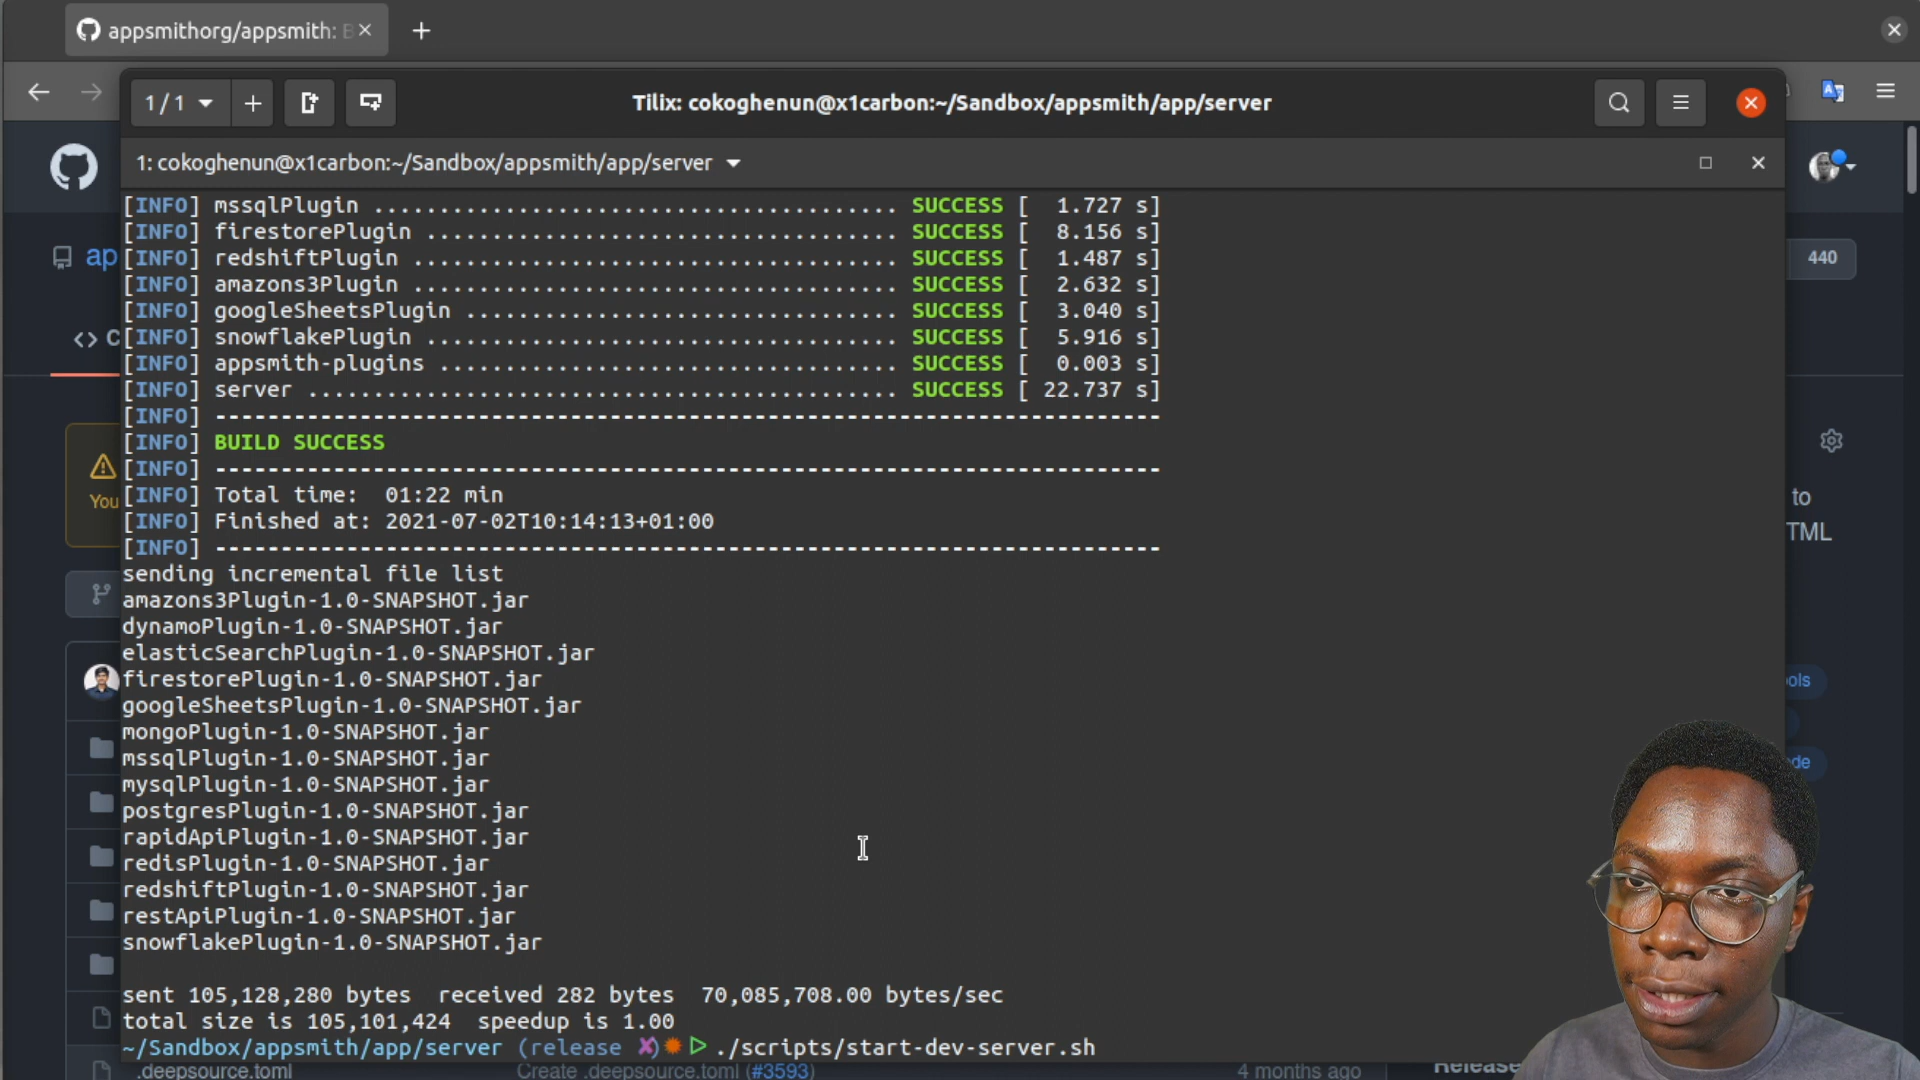 appsmithorg/appsmith: B
1 / 1
Tilix: cokoghenun@x1carbon:~/Sandbox/appsmith/app/server
1: cokoghenun@x1carbon:~/Sandbox/appsmith/app/server
[INFO] mssqlPlugin ........................................ SUCCESS [  1.727 s]
[INFO] firestorePlugin .................................... SUCCESS [  8.156 s]
[INFO] redshiftPlugin ..................................... SUCCESS [  1.487 s]
[INFO] amazons3Plugin ..................................... SUCCESS [  2.632 s]
[INFO] googleSheetsPlugin ................................. SUCCESS [  3.040 s]
[INFO] snowflakePlugin .................................... SUCCESS [  5.916 s]
[INFO] appsmith-plugins ................................... SUCCESS [  0.003 s]
[INFO] server ............................................. SUCCESS [ 22.737 s]
[INFO] ------------------------------------------------------------------------
[INFO] BUILD SUCCESS
[INFO] ------------------------------------------------------------------------
[INFO] Total time:  01:22 min
[INFO] Finished at: 2021-07-02T10:14:13+01:00
[INFO] ------------------------------------------------------------------------
sending incremental file list
amazons3Plugin-1.0-SNAPSHOT.jar
dynamoPlugin-1.0-SNAPSHOT.jar
elasticSearchPlugin-1.0-SNAPSHOT.jar
firestorePlugin-1.0-SNAPSHOT.jar
googleSheetsPlugin-1.0-SNAPSHOT.jar
mongoPlugin-1.0-SNAPSHOT.jar
mssqlPlugin-1.0-SNAPSHOT.jar
mysqlPlugin-1.0-SNAPSHOT.jar
postgresPlugin-1.0-SNAPSHOT.jar
rapidApiPlugin-1.0-SNAPSHOT.jar
redisPlugin-1.0-SNAPSHOT.jar
redshiftPlugin-1.0-SNAPSHOT.jar
restApiPlugin-1.0-SNAPSHOT.jar
snowflakePlugin-1.0-SNAPSHOT.jar
sent 105,128,280 bytes  received 282 bytes  70,085,708.00 bytes/sec
total size is 105,101,424  speedup is 1.00
~/Sandbox/appsmith/app/server (release ✘)✹ ▷ ./scripts/start-dev-server.sh
ap
440
C
You
to
TML
ools
ode
.deepsource.toml
Create .deepsource.toml (#3593)
4 months ago
Release